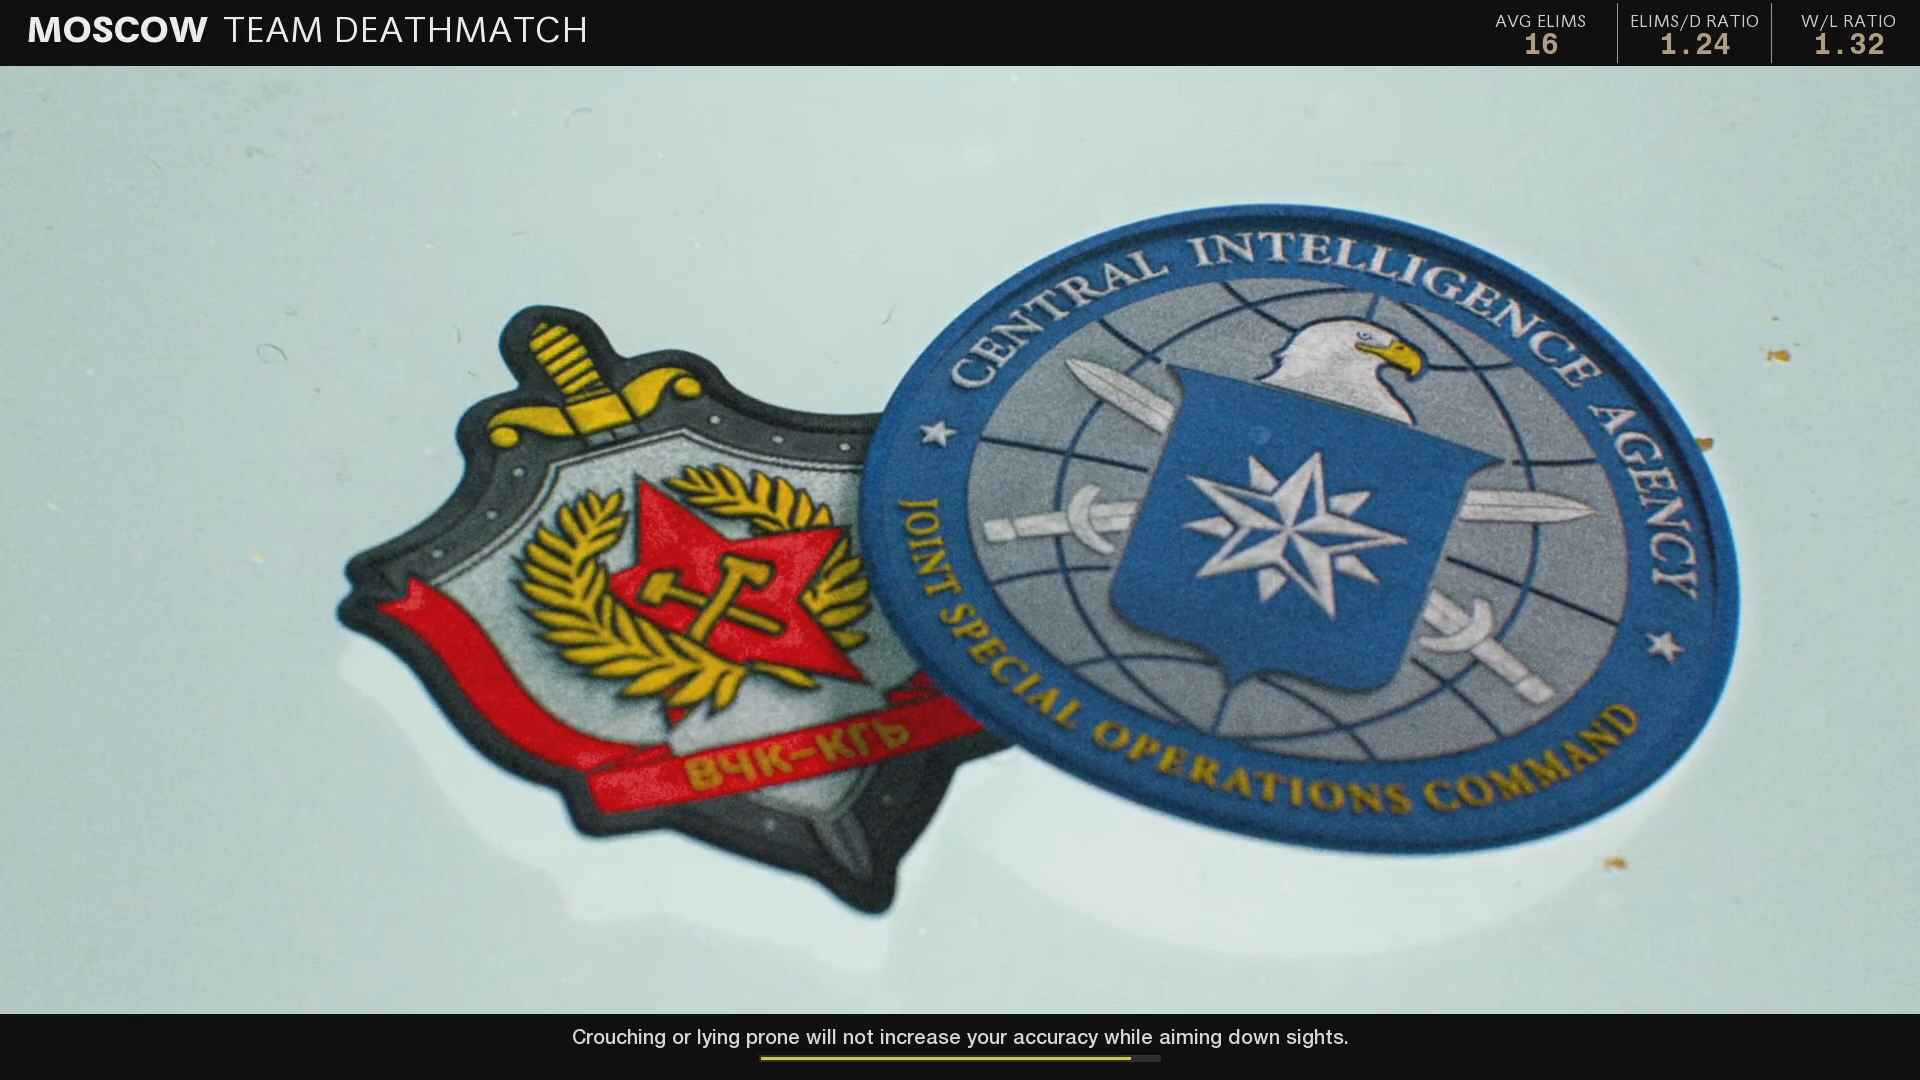 MOSCOW TEAM DEATHMATCH
AVG ELIMS
16
ELIMS/D RATIO
1.24
W/L RATIO
1.32
CENTRAL INTELLIGENCE AGENCY
JOINT SPECIAL OPERATIONS COMMAND
ВЧК-КГЬ
Crouching or lying prone will not increase your accuracy while aiming down sights.